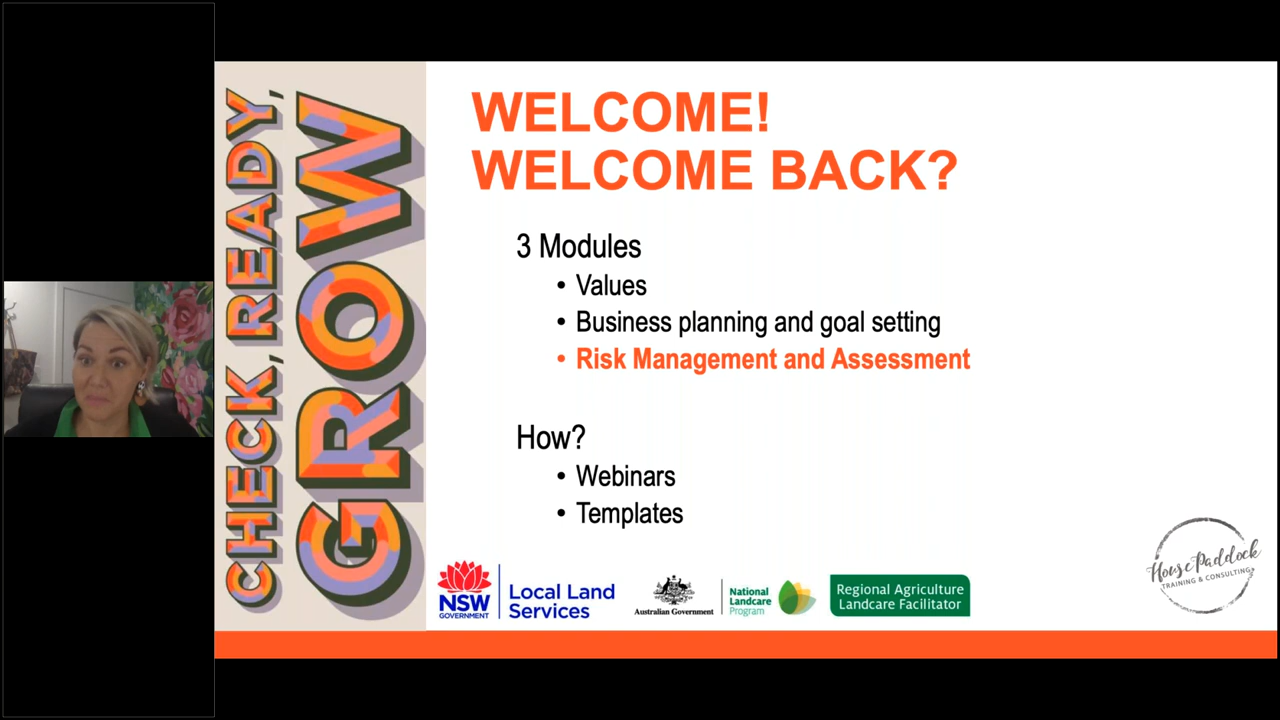 CHECK, READY,
GROW
WELCOME!
WELCOME BACK?
3 Modules
• Values
• Business planning and goal setting
• Risk Management and Assessment
How?
• Webinars
• Templates
NSW
GOVERNMENT
Local Land
Services
Australian Government
National
Landcare
Program
Regional Agriculture
Landcare Facilitator
House Paddock
TRAINING & CONSULTING